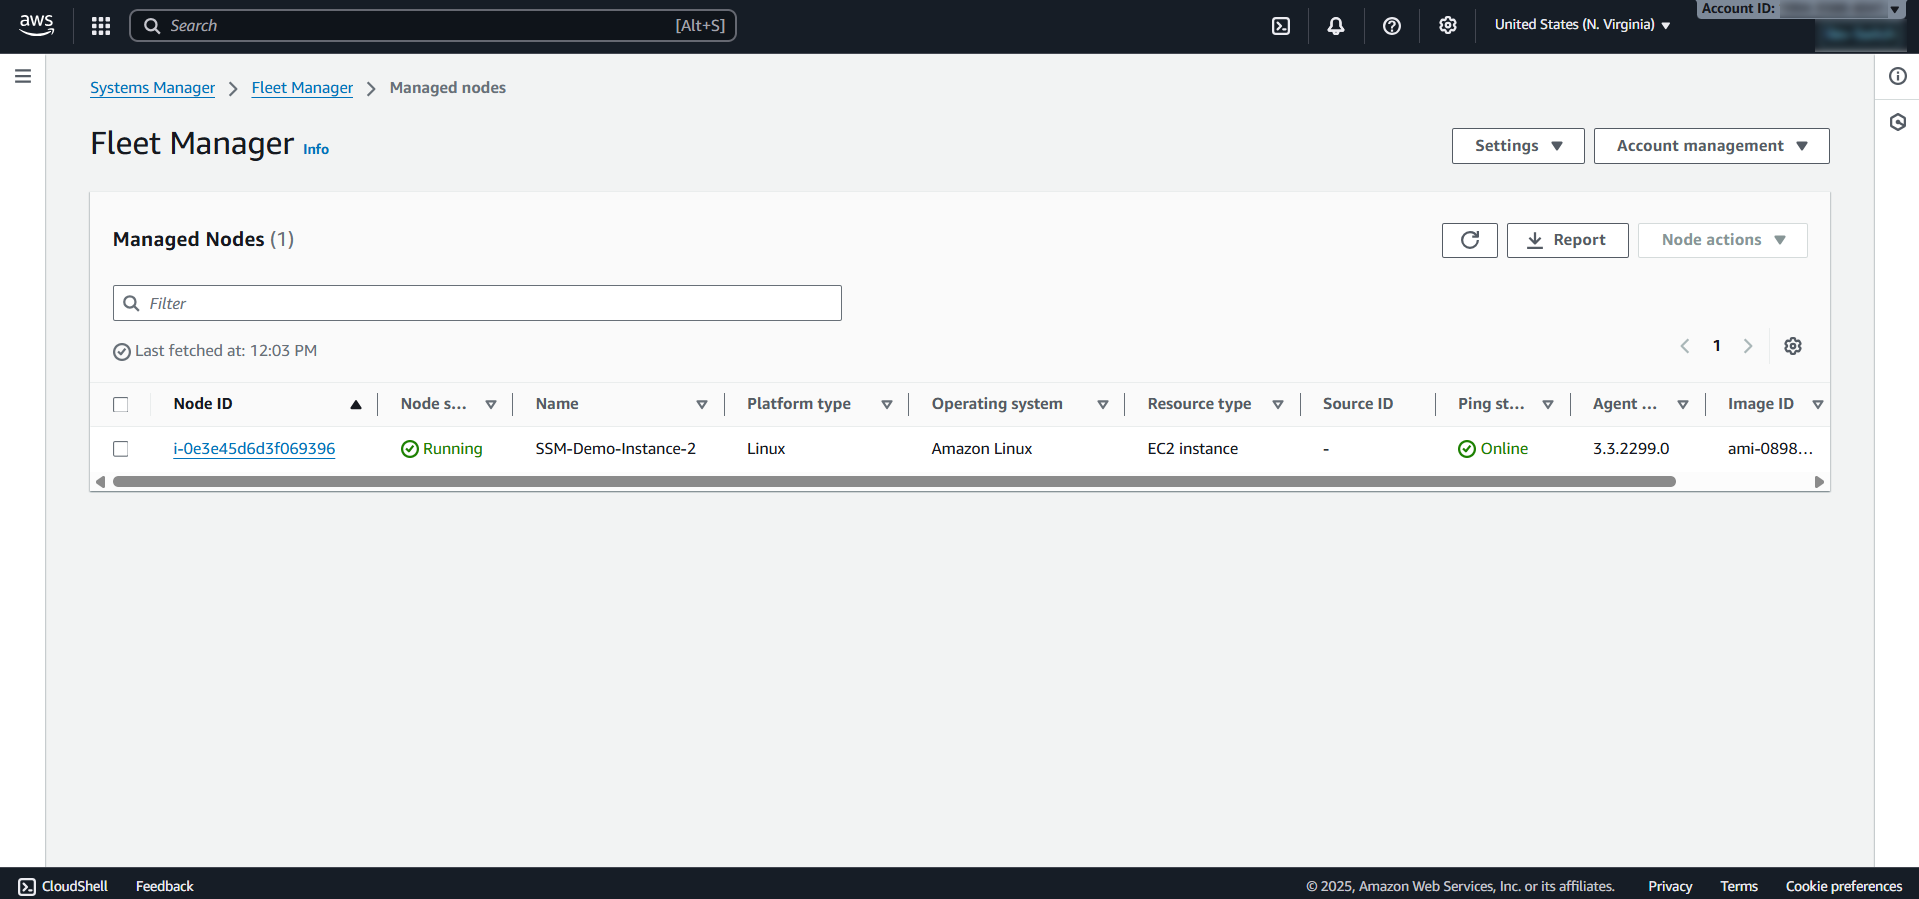 aws
Search [Alt+S]
United States (N. Virginia)
Account ID:
Systems Manager
Fleet Manager
Managed nodes
Fleet Manager Info
Settings
Account management
Managed Nodes (1)
Report
Node actions
Filter
Last fetched at: 12:03 PM
1
Node ID Node s... Name Platform type Operating system Resource type Source ID Ping st... Agent ... Image ID
i-0e3e45d6d3f069396 Running SSM-Demo-Instance-2 Linux Amazon Linux EC2 instance - Online 3.3.2299.0 ami-0898...
CloudShell Feedback © 2025, Amazon Web Services, Inc. or its affiliates. Privacy Terms Cookie preferences